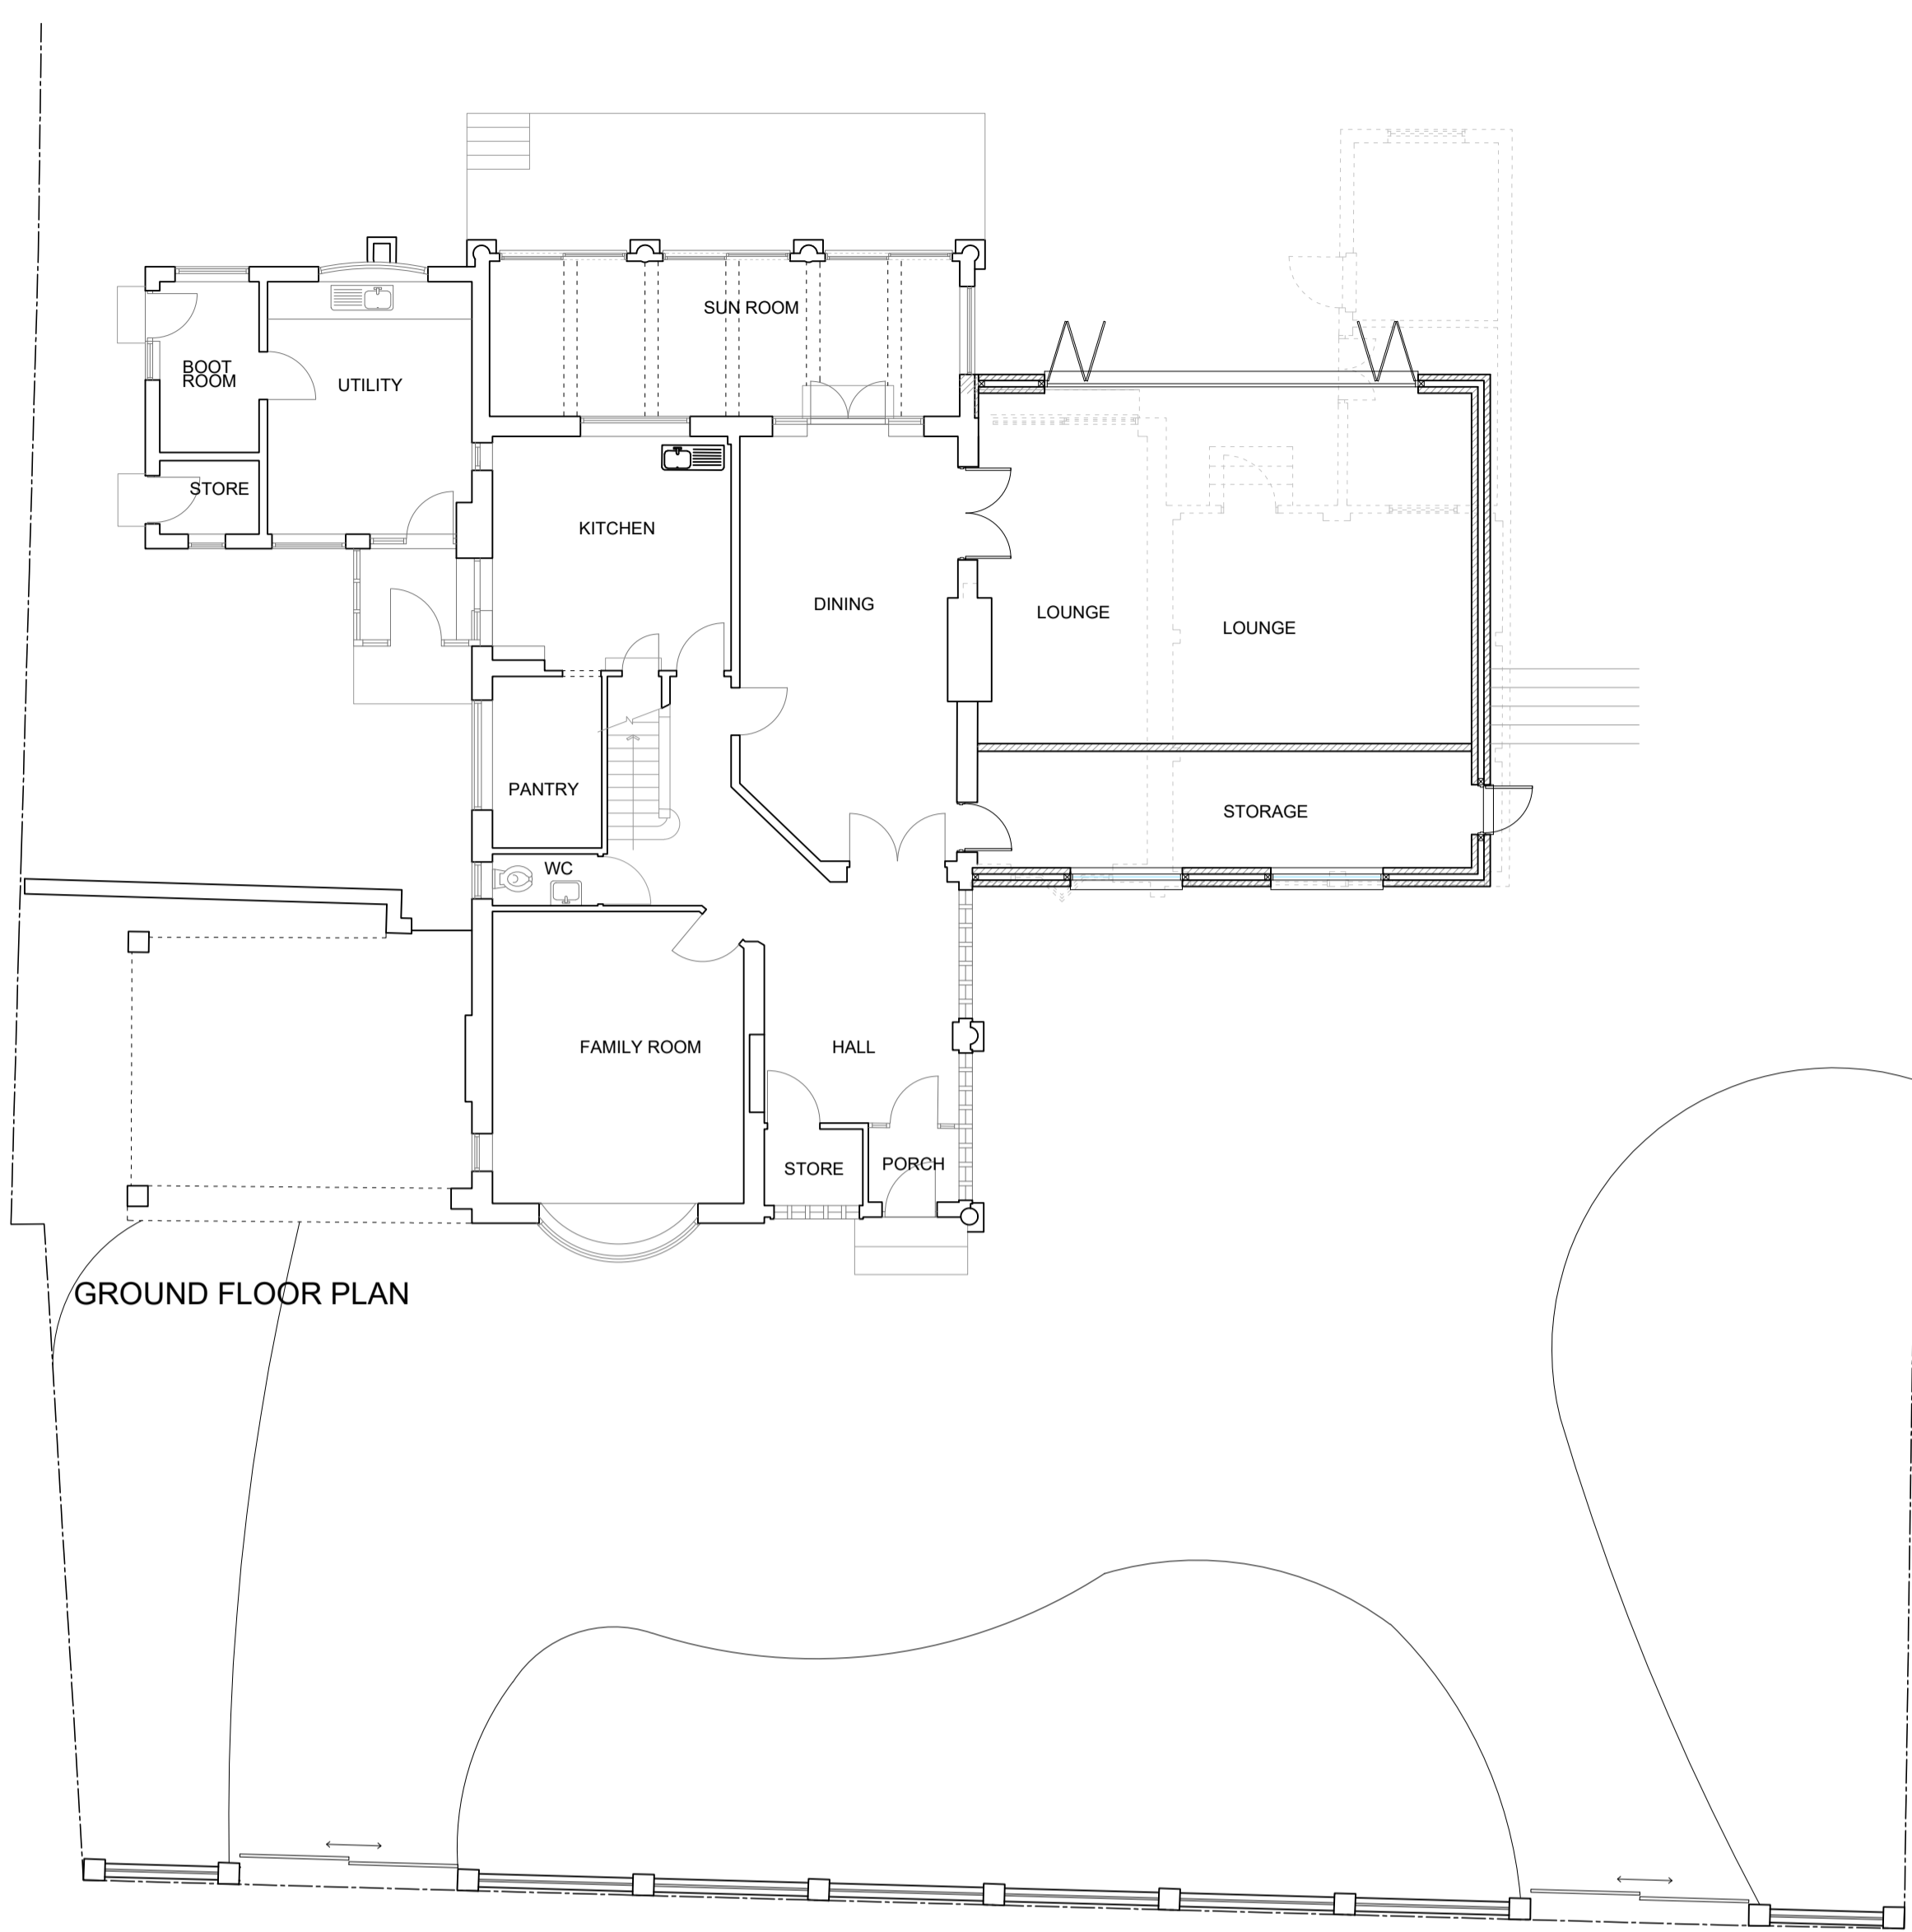 SUN ROOM
BOOT
ROOM
UTILITY
STORE
KITCHEN
DINING
LOUNGE
LOUNGE
PANTRY
STORAGE
WC
FAMILY ROOM
HALL
STORE
PORCH
GROUND FLOOR PLAN